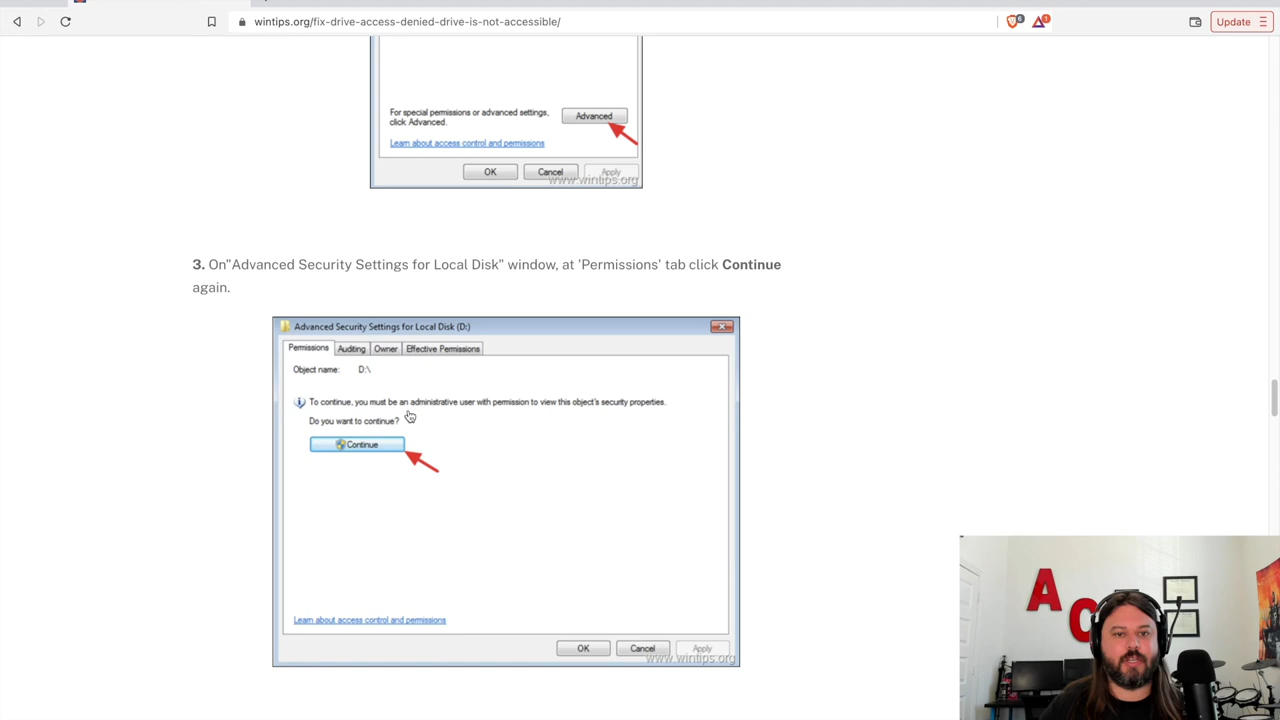 wintips.org/fix-drive-access-denied-drive-is-not-accessible/
6
1
Update
For special permissions or advanced settings,
click Advanced.
Advanced
Learn about access control and permissions
OK Cancel Apply
www.wintips.org
3. On"Advanced Security Settings for Local Disk" window, at 'Permissions' tab click Continue
again.
Advanced Security Settings for Local Disk (D:)
Permissions Auditing Owner Effective Permissions
Object name: D:\
To continue, you must be an administrative user with permission to view this object's security properties.
Do you want to continue?
Continue
Learn about access control and permissions
OK Cancel Apply
www.wintips.org
A
C